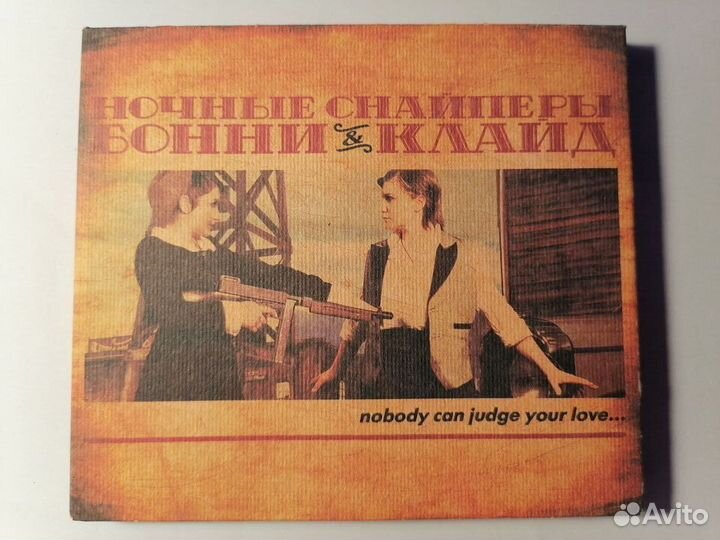 НОЧНЫЕ СНАЙПЕРЫ
БОННИ & КЛАЙД
nobody can judge your love...
Avito